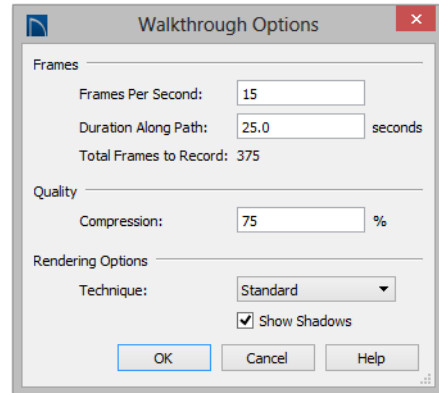 Walkthrough Options
Frames
Frames Per Second: 15
Duration Along Path: 25.0 seconds
Total Frames to Record: 375
Quality
Compression: 75 %
Rendering Options
Technique: Standard
Show Shadows
OK Cancel Help